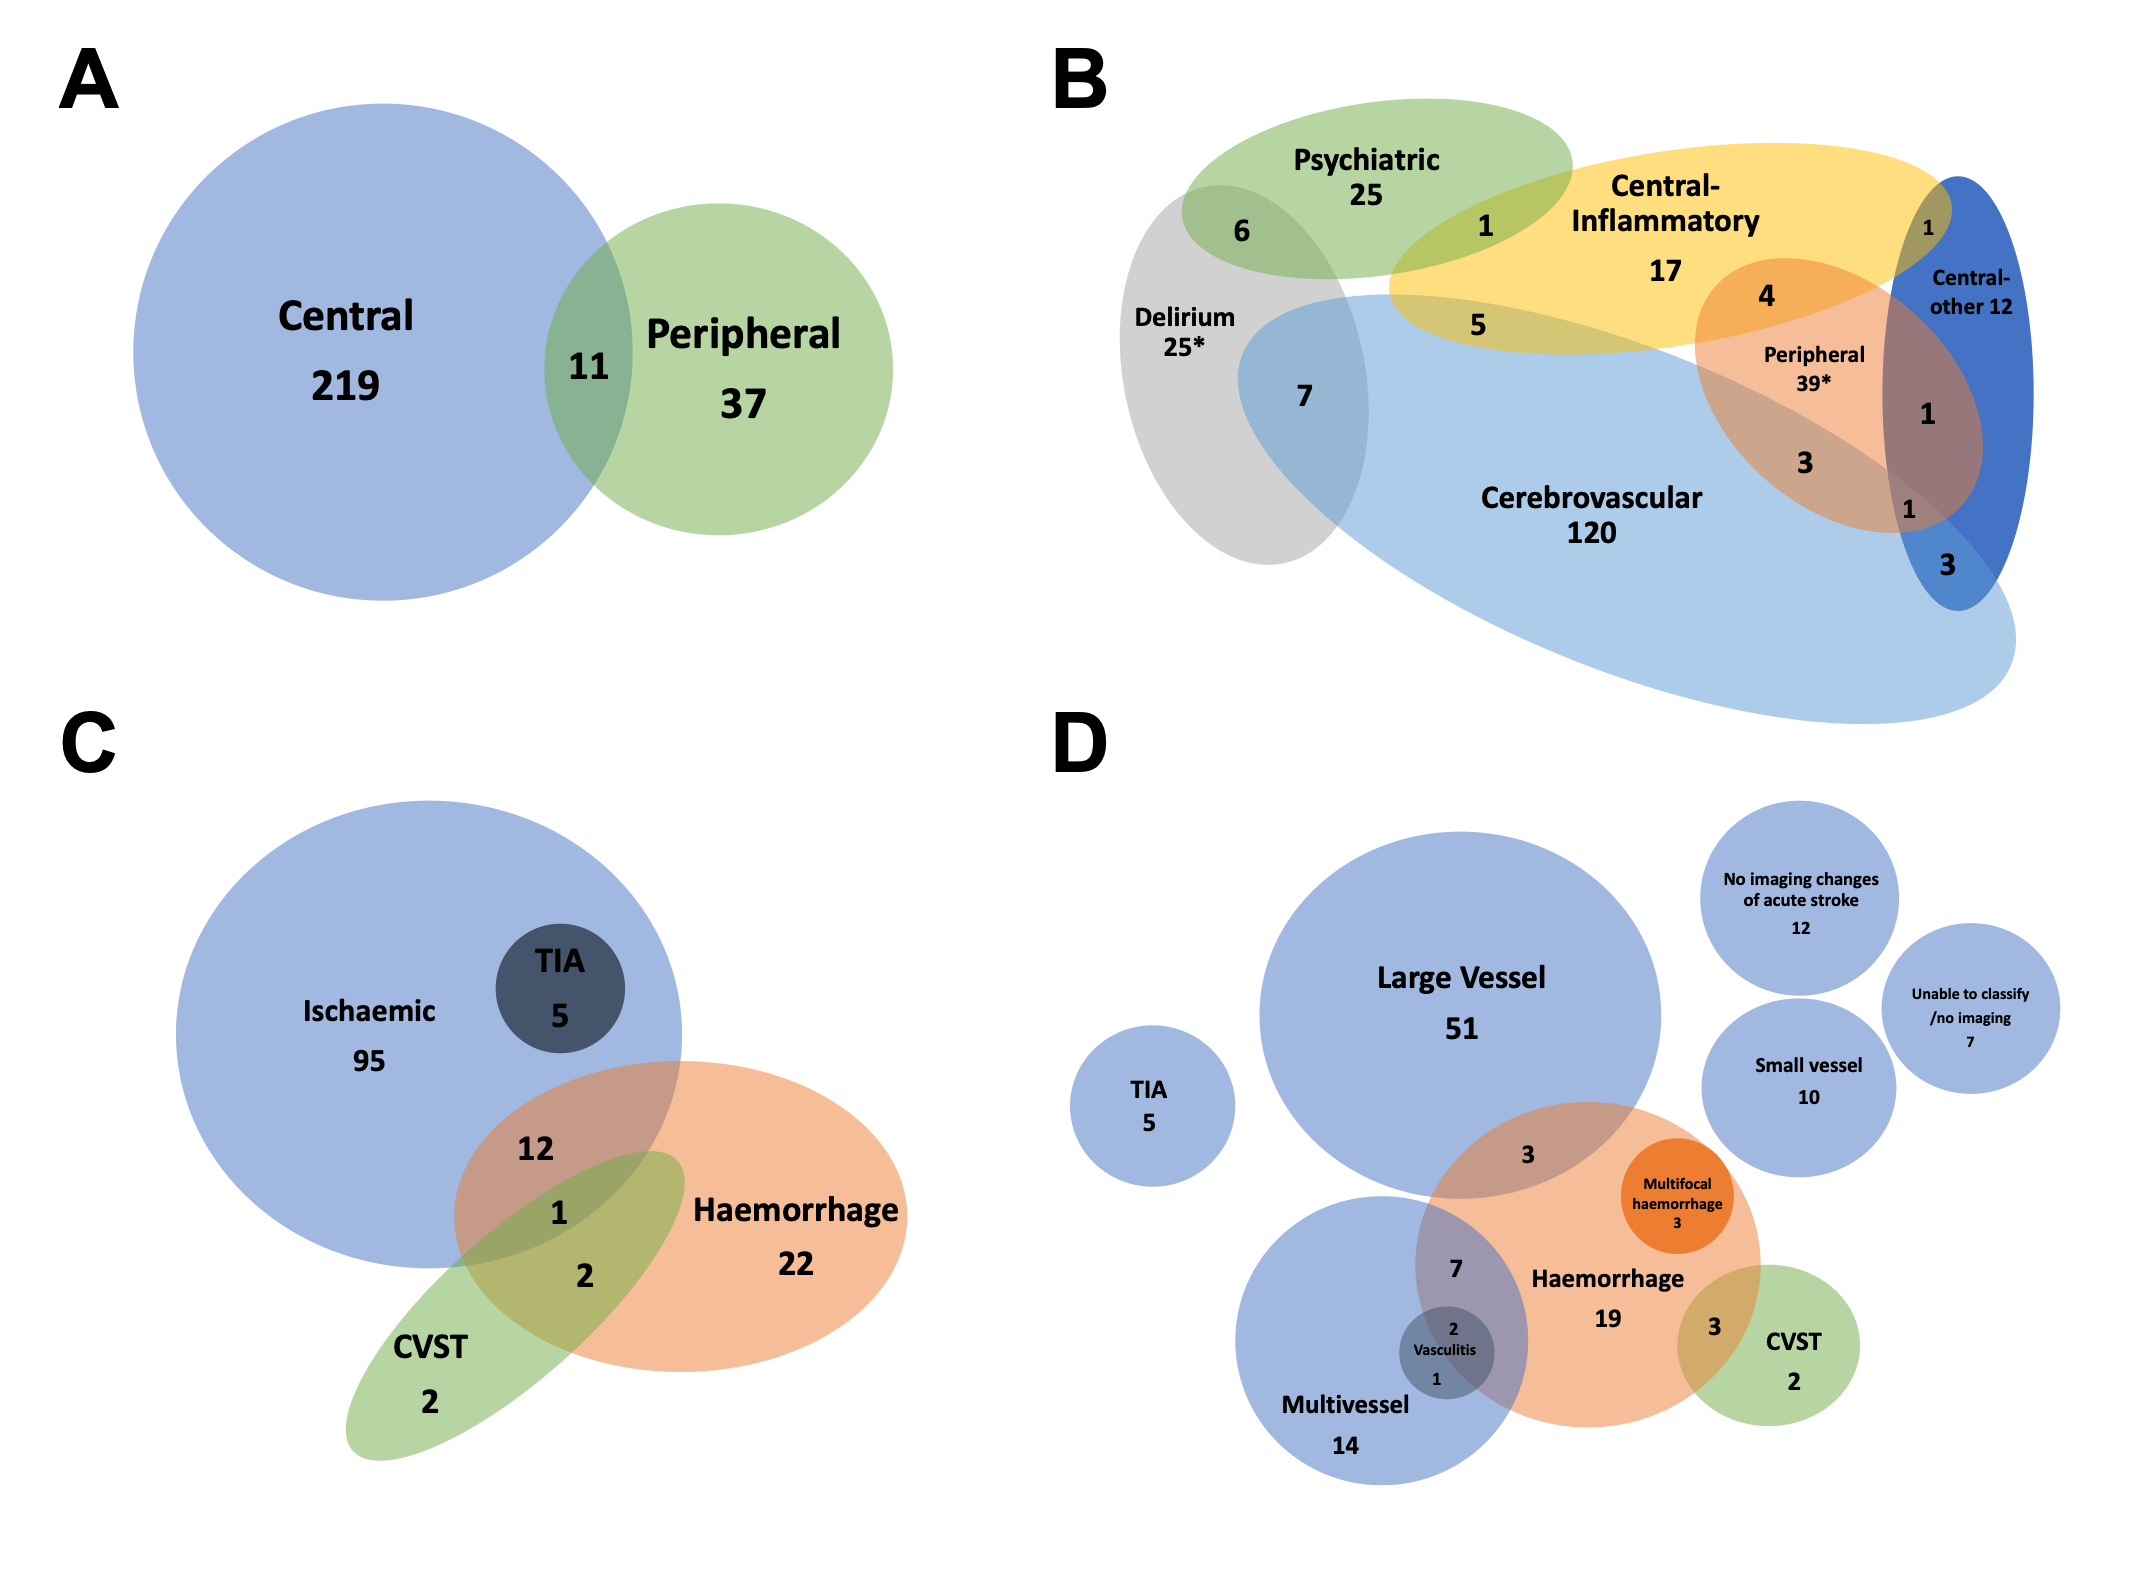 A
Central
219
11
Peripheral
37
B
Psychiatric
25
6
1
Central-
Inflammatory
17
1
Central-
other 12
4
Delirium
25*
5
7
Peripheral
39*
1
3
1
Cerebrovascular
120
3
C
TIA
5
Ischaemic
95
12
1
2
Haemorrhage
22
CVST
2
D
No imaging changes
of acute stroke
12
Large Vessel
51
Unable to classify
/no imaging
7
Small vessel
10
TIA
5
3
Multifocal
haemorrhage
3
7
Haemorrhage
19
3
CVST
2
2
Vasculitis
1
Multivessel
14